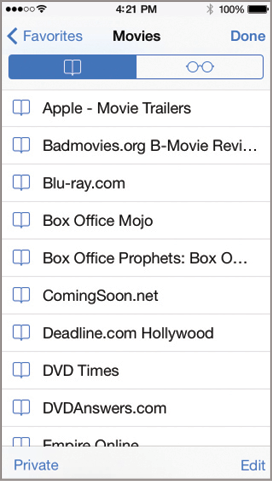 4:21 PM 100%
Favorites Movies Done
Apple - Movie Trailers
Badmovies.org B-Movie Revi...
Blu-ray.com
Box Office Mojo
Box Office Prophets: Box O...
ComingSoon.net
Deadline.com Hollywood
DVD Times
DVDAnswers.com
Empire Online
Private Edit